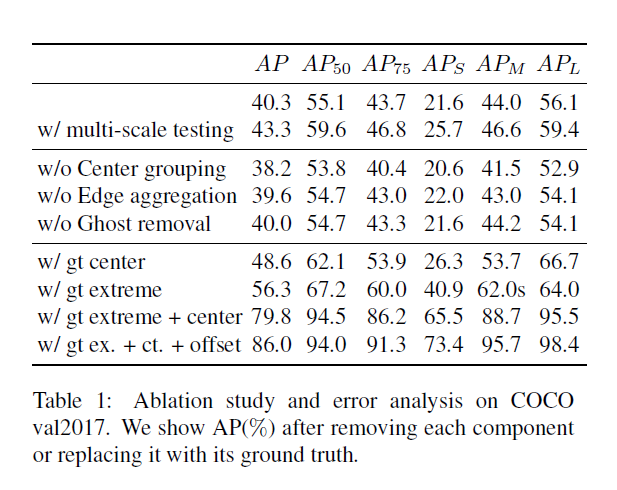 AP AP50 AP75 APS APM APL
40.3 55.1 43.7 21.6 44.0 56.1
w/ multi-scale testing 43.3 59.6 46.8 25.7 46.6 59.4
w/o Center grouping 38.2 53.8 40.4 20.6 41.5 52.9
w/o Edge aggregation 39.6 54.7 43.0 22.0 43.0 54.1
w/o Ghost removal 40.0 54.7 43.3 21.6 44.2 54.1
w/ gt center 48.6 62.1 53.9 26.3 53.7 66.7
w/ gt extreme 56.3 67.2 60.0 40.9 62.0s 64.0
w/ gt extreme + center 79.8 94.5 86.2 65.5 88.7 95.5
w/ gt ex. + ct. + offset 86.0 94.0 91.3 73.4 95.7 98.4
Table 1: Ablation study and error analysis on COCO
val2017. We show AP(%) after removing each component
or replacing it with its ground truth.